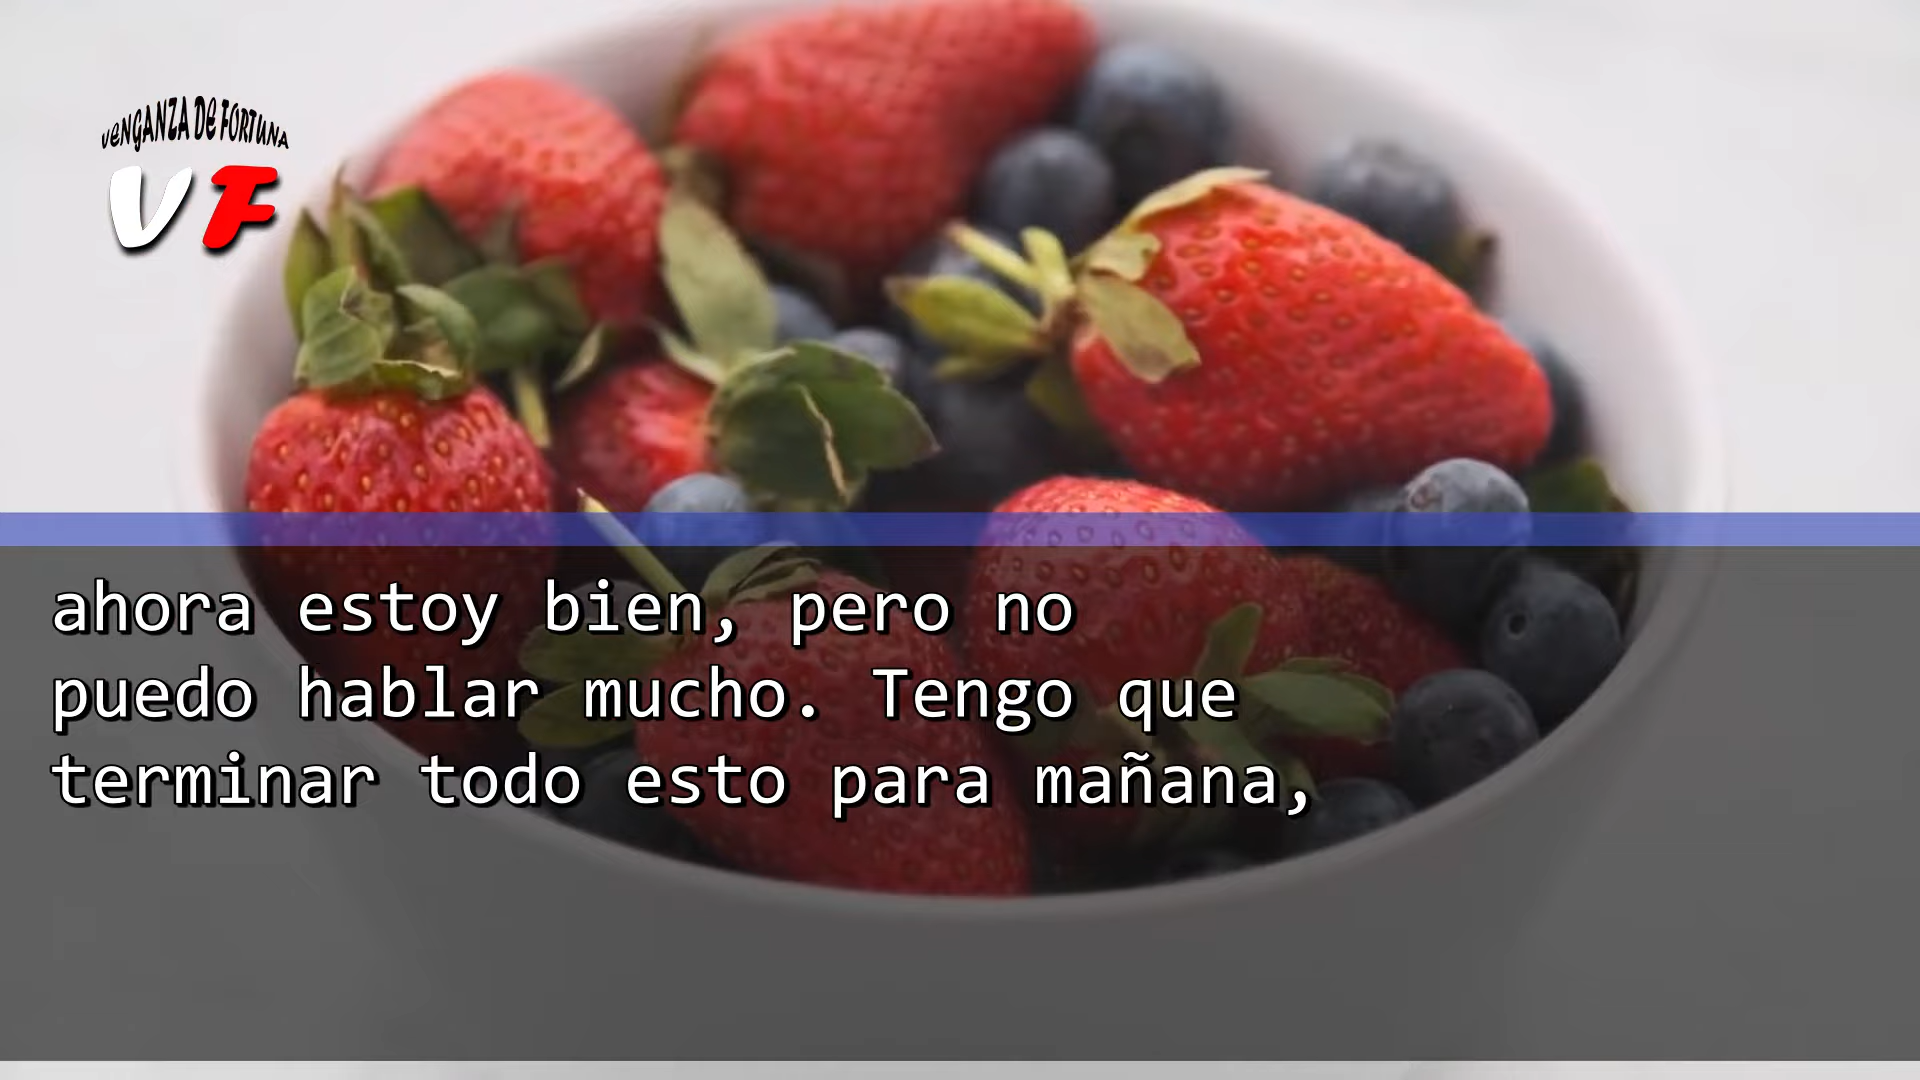 VENGANZA DE FORTUNA
VF
ahora estoy bien, pero no
puedo hablar mucho. Tengo que
terminar todo esto para mañana,